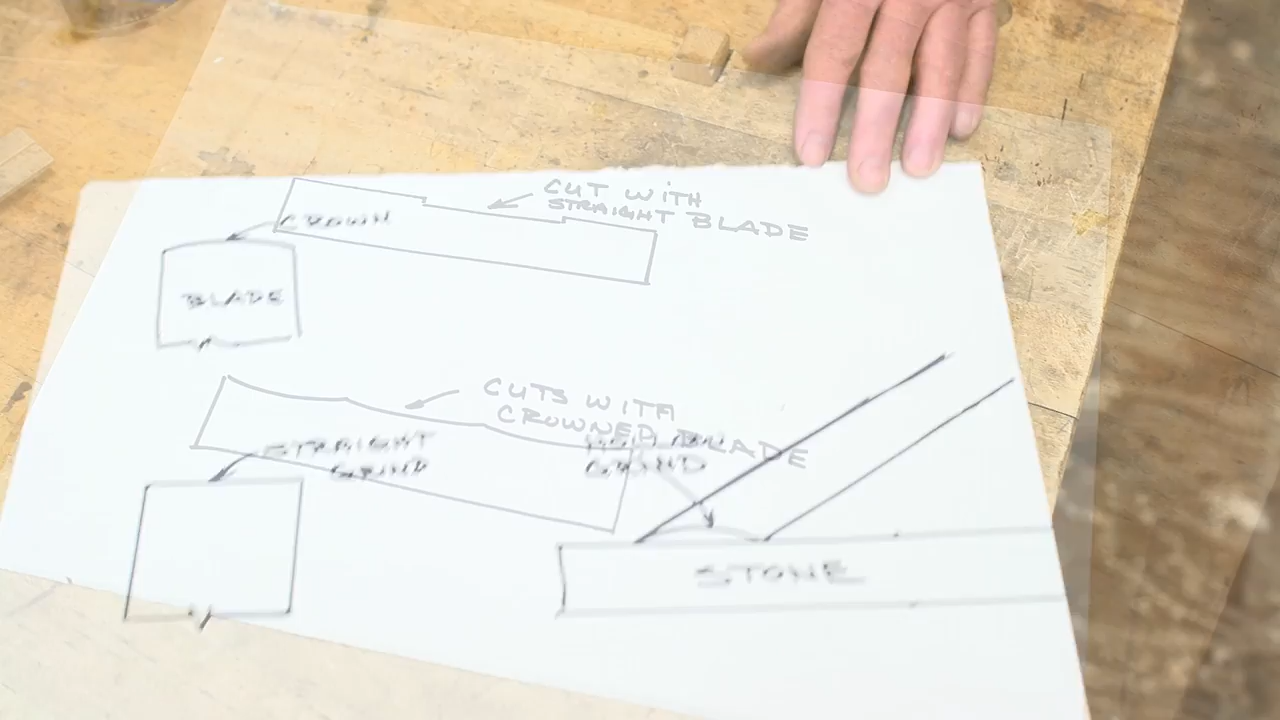 CUT WITH
STRAIGHT BLADE
CROWN
BLADE
CUTS WITH
CROWNED BLADE
STRAIGHT
GRIND
GRIND
STONE